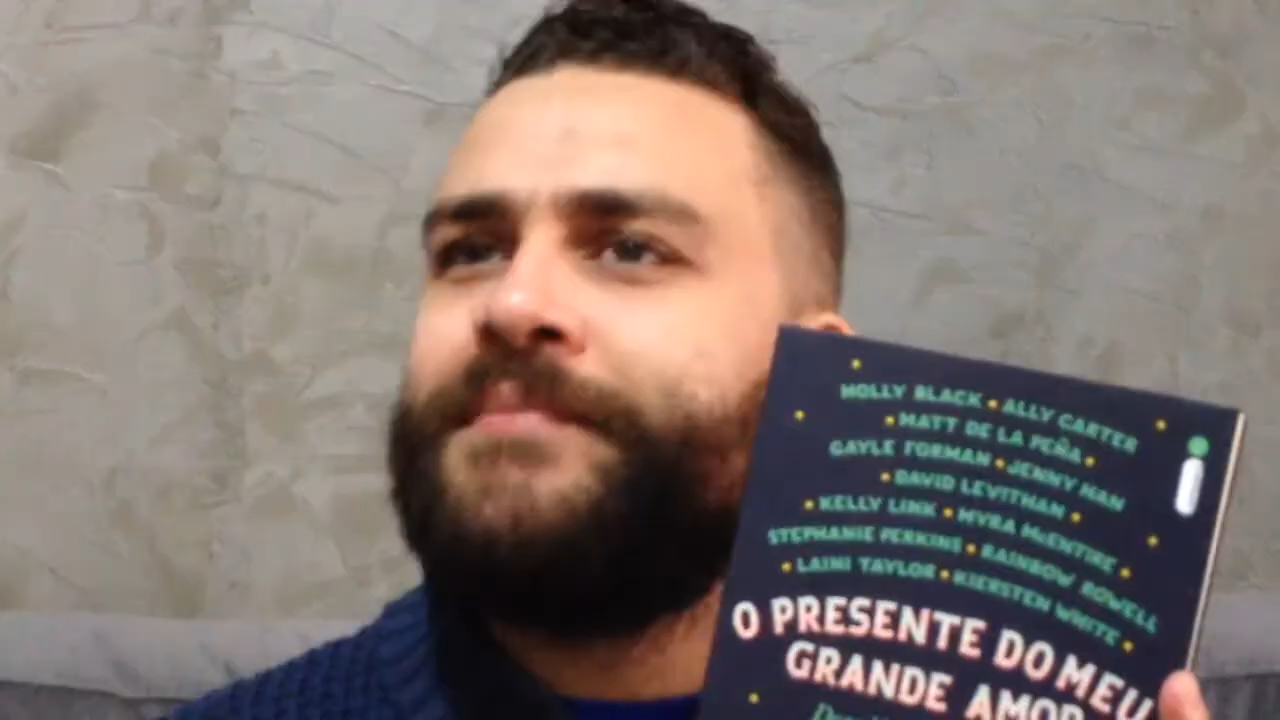 HOLLY BLACK • ALLY CARTER
• MATT DE LA PEÑA •
GAYLE FORMAN • JENNY HAN
• DAVID LEVITHAN •
• KELLY LINK • MYRA McENTIRE •
STEPHANIE PERKINS • RAINBOW ROWELL
• LAINI TAYLOR • KIERSTEN WHITE •
O PRESENTE DO MEU
GRANDE AMOR